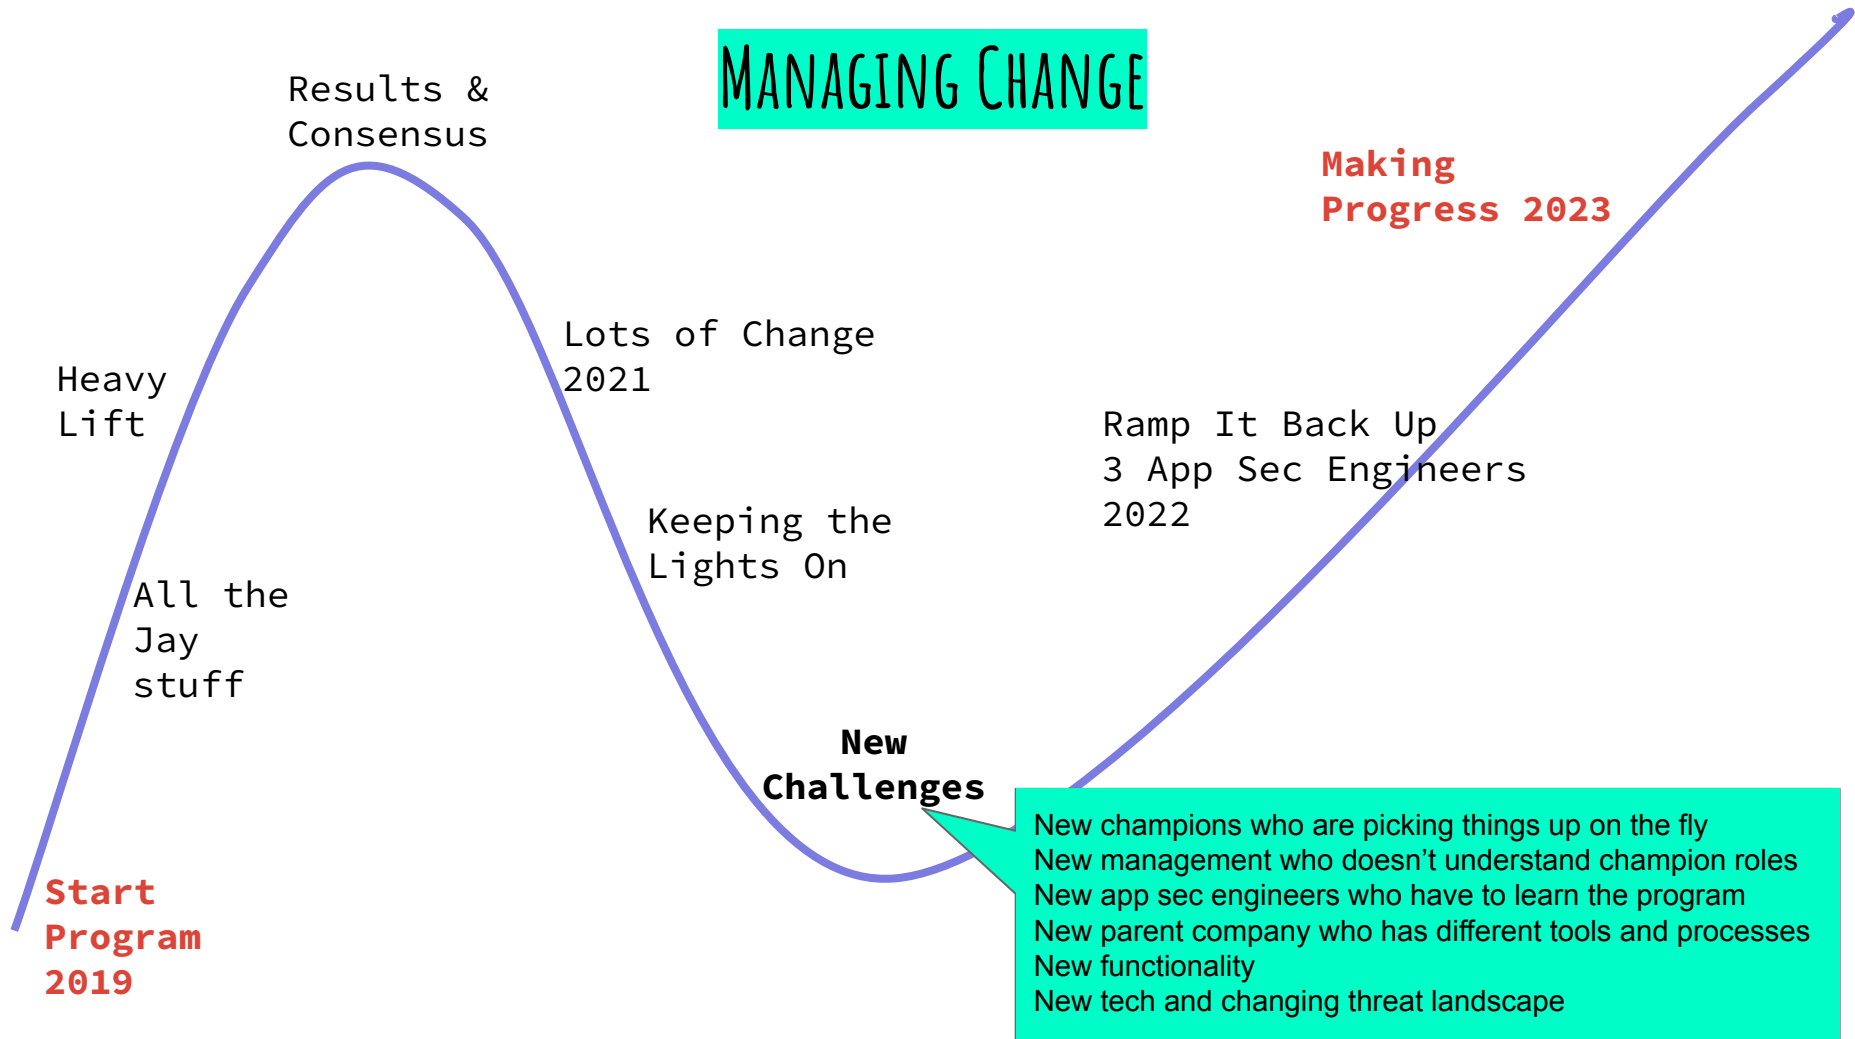 Managing Change
Results &
Consensus
Making
Progress 2023
Lots of Change
2021
Heavy
Lift
Ramp It Back Up
3 App Sec Engineers
2022
Keeping the
Lights On
All the
Jay
stuff
New
Challenges
New champions who are picking things up on the fly
New management who doesn’t understand champion roles
New app sec engineers who have to learn the program
New parent company who has different tools and processes
New functionality
New tech and changing threat landscape
Start
Program
2019